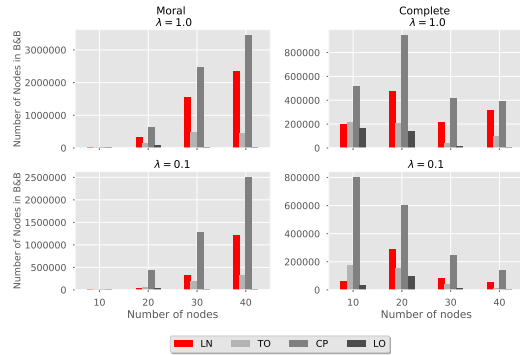 Moral
λ = 1.0
Complete
λ = 1.0
Number of Nodes in B&B
3000000
2000000
1000000
0
800000
600000
400000
200000
0
λ = 0.1
λ = 0.1
Number of Nodes in B&B
2500000
2000000
1500000
1000000
500000
0
800000
600000
400000
200000
0
10 20 30 40
10 20 30 40
Number of nodes
Number of nodes
LN TO CP LO